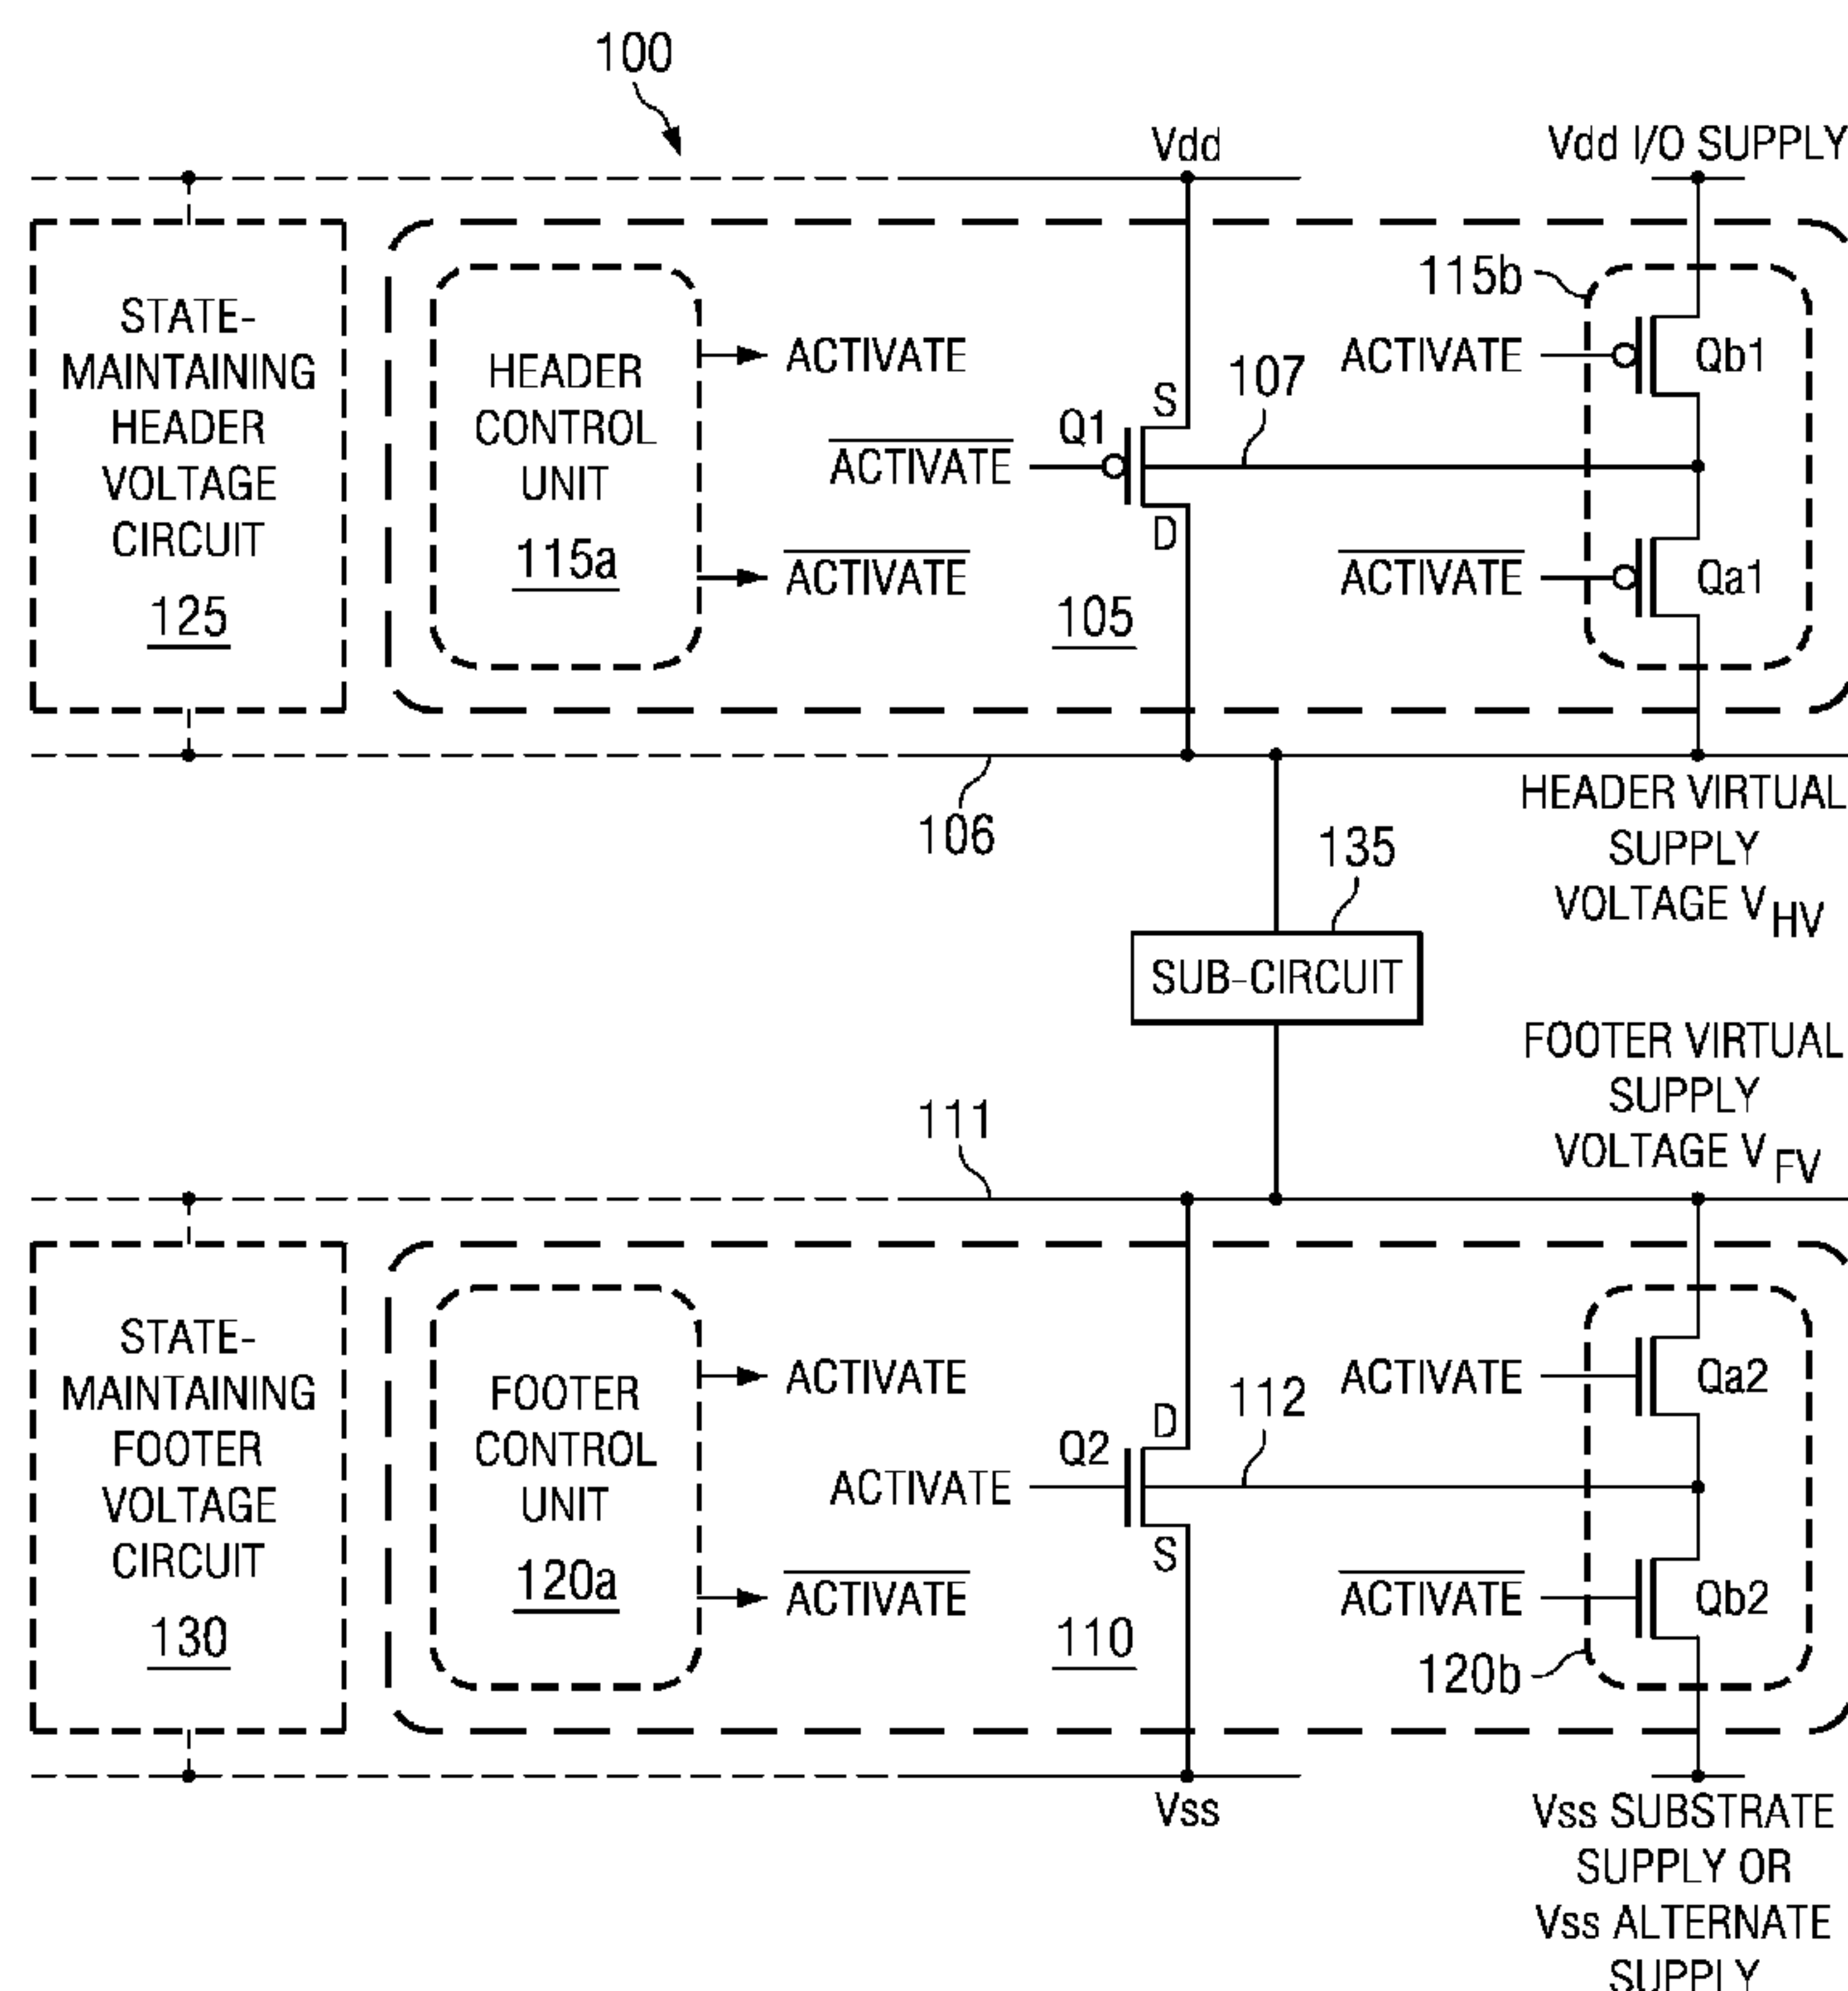 100
Vdd
Vdd I/O SUPPLY
STATE-
MAINTAINING
HEADER
VOLTAGE
CIRCUIT
125
HEADER
CONTROL
UNIT
115a
ACTIVATE
ACTIVATE
ACTIVATE
Q1
S
D
105
107
115b
ACTIVATE
Qb1
ACTIVATE
Qa1
106
HEADER VIRTUAL
SUPPLY
VOLTAGE VHV
135
SUB-CIRCUIT
FOOTER VIRTUAL
SUPPLY
VOLTAGE VFV
111
STATE-
MAINTAINING
FOOTER
VOLTAGE
CIRCUIT
130
FOOTER
CONTROL
UNIT
120a
ACTIVATE
ACTIVATE
ACTIVATE
Q2
D
S
110
112
ACTIVATE
Qa2
ACTIVATE
Qb2
120b
Vss
Vss SUBSTRATE
SUPPLY OR
Vss ALTERNATE
SUPPLY